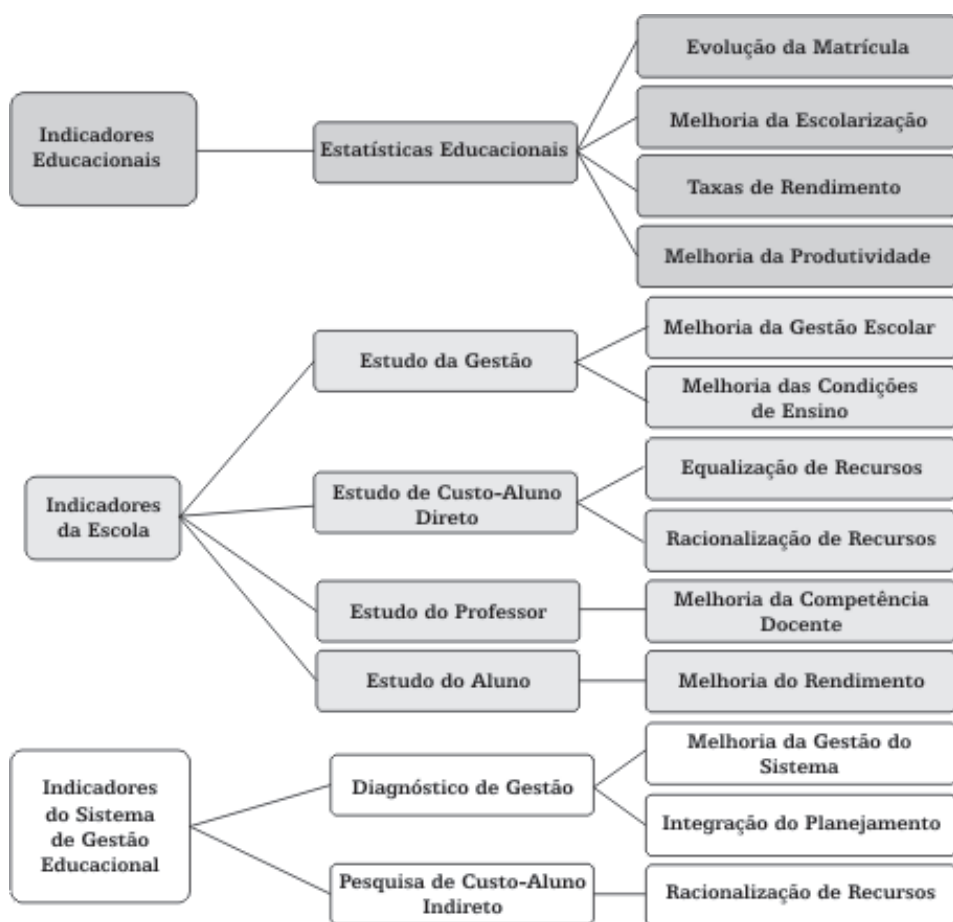 Evolução da Matrícula
Indicadores
Educacionais
Estatísticas Educacionais
Melhoria da Escolarização
Taxas de Rendimento
Melhoria da Produtividade
Indicadores
da Escola
Estudo da Gestão
Melhoria da Gestão Escolar
Melhoria das Condições
de Ensino
Estudo de Custo-Aluno
Direto
Equalização de Recursos
Racionalização de Recursos
Estudo do Professor
Melhoria da Competência
Docente
Estudo do Aluno
Melhoria do Rendimento
Indicadores
do Sistema
de Gestão
Educacional
Diagnóstico de Gestão
Melhoria da Gestão do
Sistema
Integração do Planejamento
Pesquisa de Custo-Aluno
Indireto
Racionalização de Recursos